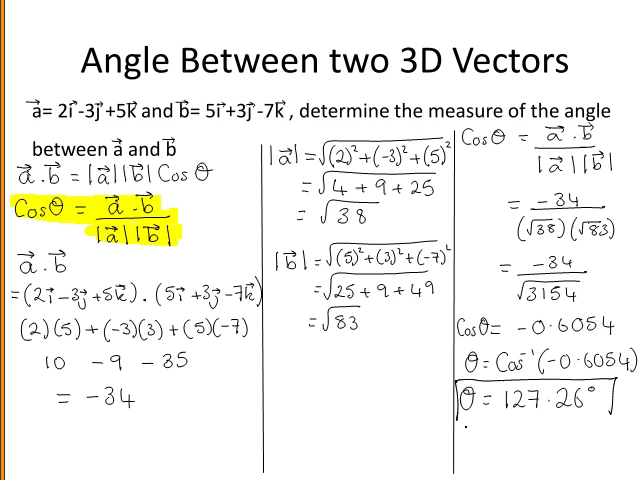 Angle Between two 3D Vectors
a⃗= 2i⃗ -3j⃗ +5k⃗ and b⃗= 5i⃗+3j⃗ -7k⃗ , determine the measure of the angle
between a⃗ and b⃗
a⃗ . b⃗ = |a⃗| |b⃗| Cos θ
Cosθ = a⃗ . b⃗ / |a⃗| |b⃗|
a⃗ . b⃗
=(2i⃗ -3j⃗ +5k⃗) . (5i⃗ +3j⃗ -7k⃗)
(2)(5)+(-3)(3)+(5)(-7)
10 -9 -35
= -34
|a⃗| = √(2)²+(-3)²+(5)²
= √4+9+25
= √38
|b⃗| = √(5)²+(3)²+(-7)²
= √25+9+49
= √83
Cosθ = a⃗ . b⃗ / |a⃗| |b⃗|
= -34 / (√38)(√83)
= -34 / √3154
Cosθ= -0.6054
θ= Cos⁻¹(-0.6054)
θ = 127.26°